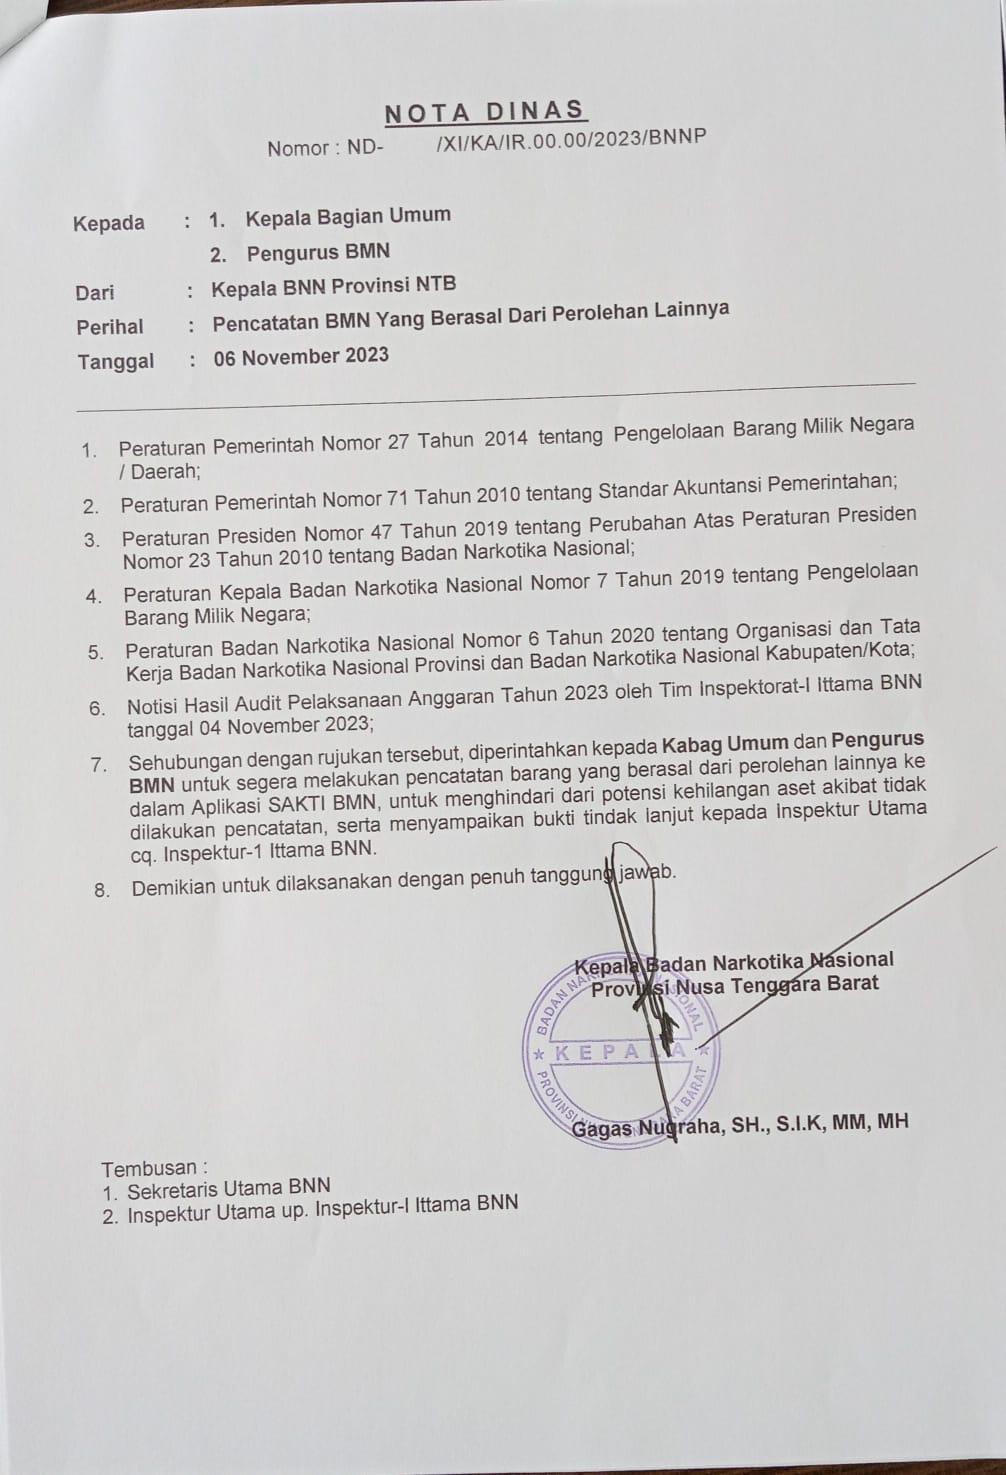 NOTA DINAS
Nomor : ND- /XI/KA/IR.00.00/2023/BNNP
Kepada : 1. Kepala Bagian Umum
2. Pengurus BMN
Dari : Kepala BNN Provinsi NTB
Perihal : Pencatatan BMN Yang Berasal Dari Perolehan Lainnya
Tanggal : 06 November 2023
1. Peraturan Pemerintah Nomor 27 Tahun 2014 tentang Pengelolaan Barang Milik Negara
/ Daerah;
2. Peraturan Pemerintah Nomor 71 Tahun 2010 tentang Standar Akuntansi Pemerintahan;
3. Peraturan Presiden Nomor 47 Tahun 2019 tentang Perubahan Atas Peraturan Presiden
Nomor 23 Tahun 2010 tentang Badan Narkotika Nasional;
4. Peraturan Kepala Badan Narkotika Nasional Nomor 7 Tahun 2019 tentang Pengelolaan
Barang Milik Negara;
5. Peraturan Badan Narkotika Nasional Nomor 6 Tahun 2020 tentang Organisasi dan Tata
Kerja Badan Narkotika Nasional Provinsi dan Badan Narkotika Nasional Kabupaten/Kota;
6. Notisi Hasil Audit Pelaksanaan Anggaran Tahun 2023 oleh Tim Inspektorat-I Ittama BNN
tanggal 04 November 2023;
7. Sehubungan dengan rujukan tersebut, diperintahkan kepada Kabag Umum dan Pengurus
BMN untuk segera melakukan pencatatan barang yang berasal dari perolehan lainnya ke
dalam Aplikasi SAKTI BMN, untuk menghindari dari potensi kehilangan aset akibat tidak
dilakukan pencatatan, serta menyampaikan bukti tindak lanjut kepada Inspektur Utama
cq. Inspektur-1 Ittama BNN.
8. Demikian untuk dilaksanakan dengan penuh tanggung jawab.
Kepala Badan Narkotika Nasional
Provinsi Nusa Tenggara Barat
KEPALA
Gagas Nugraha, SH., S.I.K, MM, MH
Tembusan :
1. Sekretaris Utama BNN
2. Inspektur Utama up. Inspektur-I Ittama BNN